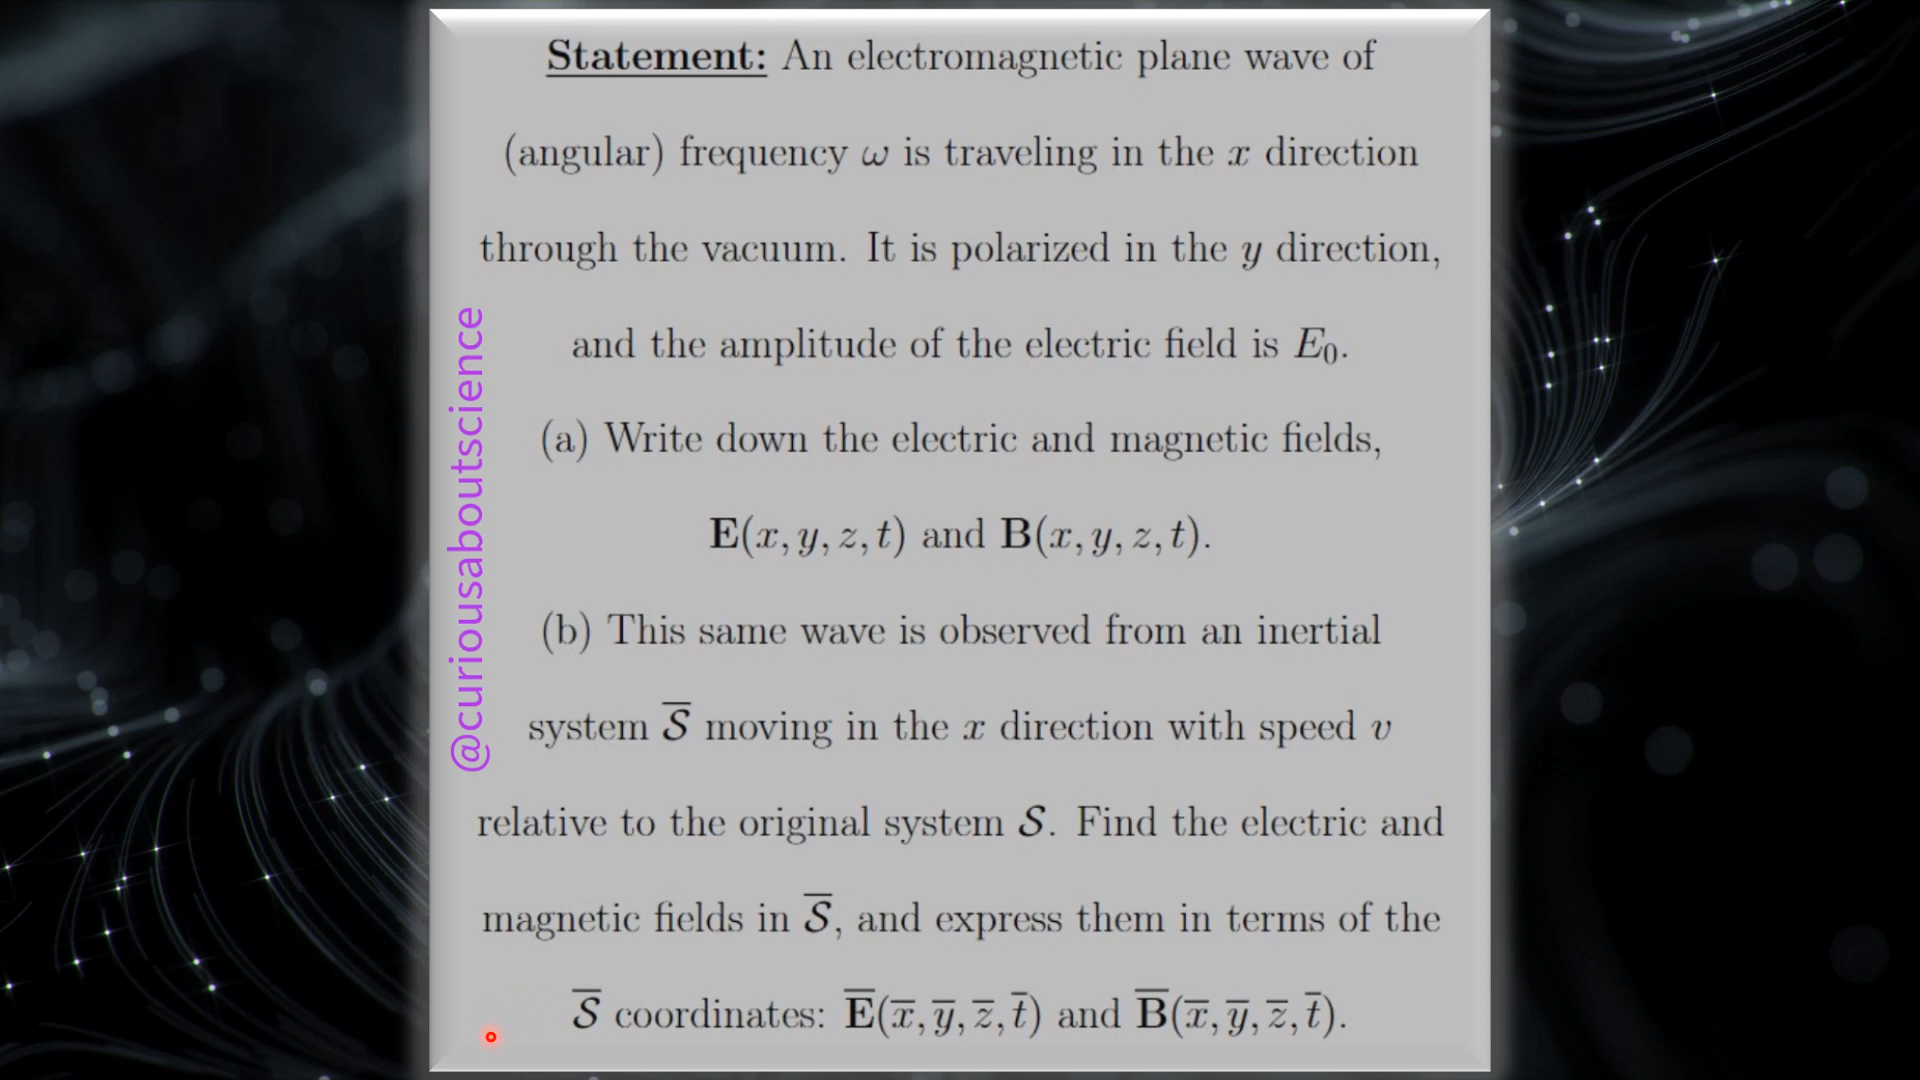 Statement: An electromagnetic plane wave of
(angular) frequency ω is traveling in the x direction
through the vacuum. It is polarized in the y direction,
and the amplitude of the electric field is E₀.
(a) Write down the electric and magnetic fields,
E(x, y, z, t) and B(x, y, z, t).
(b) This same wave is observed from an inertial
system S̅ moving in the x direction with speed v
relative to the original system S. Find the electric and
magnetic fields in S̅, and express them in terms of the
S̅ coordinates: E̅(x̅, y̅, z̅, t̅) and B̅(x̅, y̅, z̅, t̅).
@curiousaboutscience